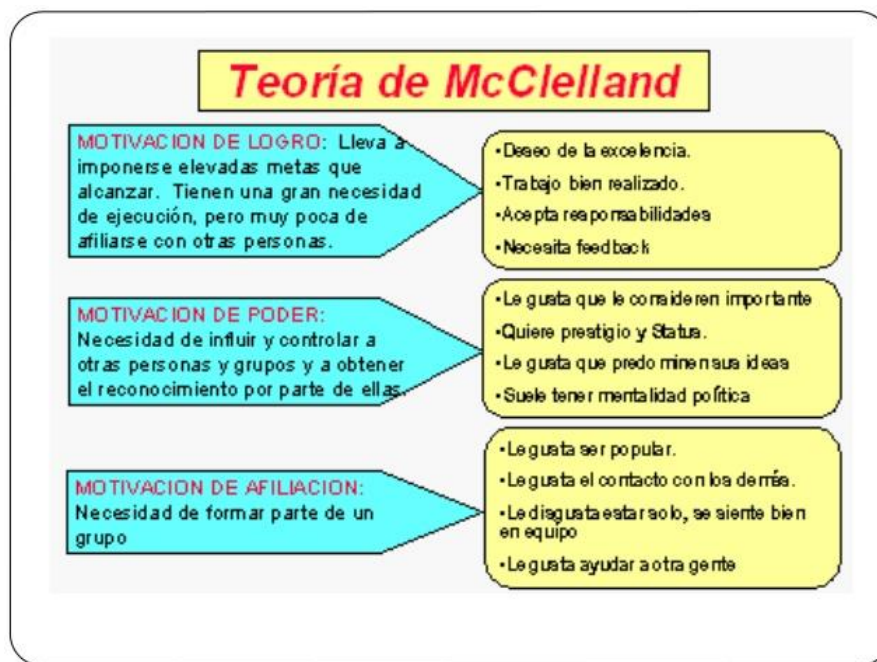 Teoría de McClelland
MOTIVACION DE LOGRO: Lleva a
imponerse elevadas metas que
alcanzar. Tienen una gran necesidad
de ejecución, pero muy poca de
afiliarse con otras personas.
•Deseo de la excelencia.
•Trabajo bien realizado.
•Acepta responsabilidades
•Necesita feedback
MOTIVACION DE PODER:
Necesidad de influir y controlar a
otras personas y grupos y a obtener
el reconocimiento por parte de ellas.
•Le gusta que le consideren importante
•Quiere prestigio y Status.
•Le gusta que predominen sus ideas
•Suele tener mentalidad política
MOTIVACION DE AFILIACION:
Necesidad de formar parte de un
grupo
•Le gusta ser popular.
•Le gusta el contacto con los demás.
•Le disgusta estar solo, se siente bien
en equipo
•Le gusta ayudar a otra gente